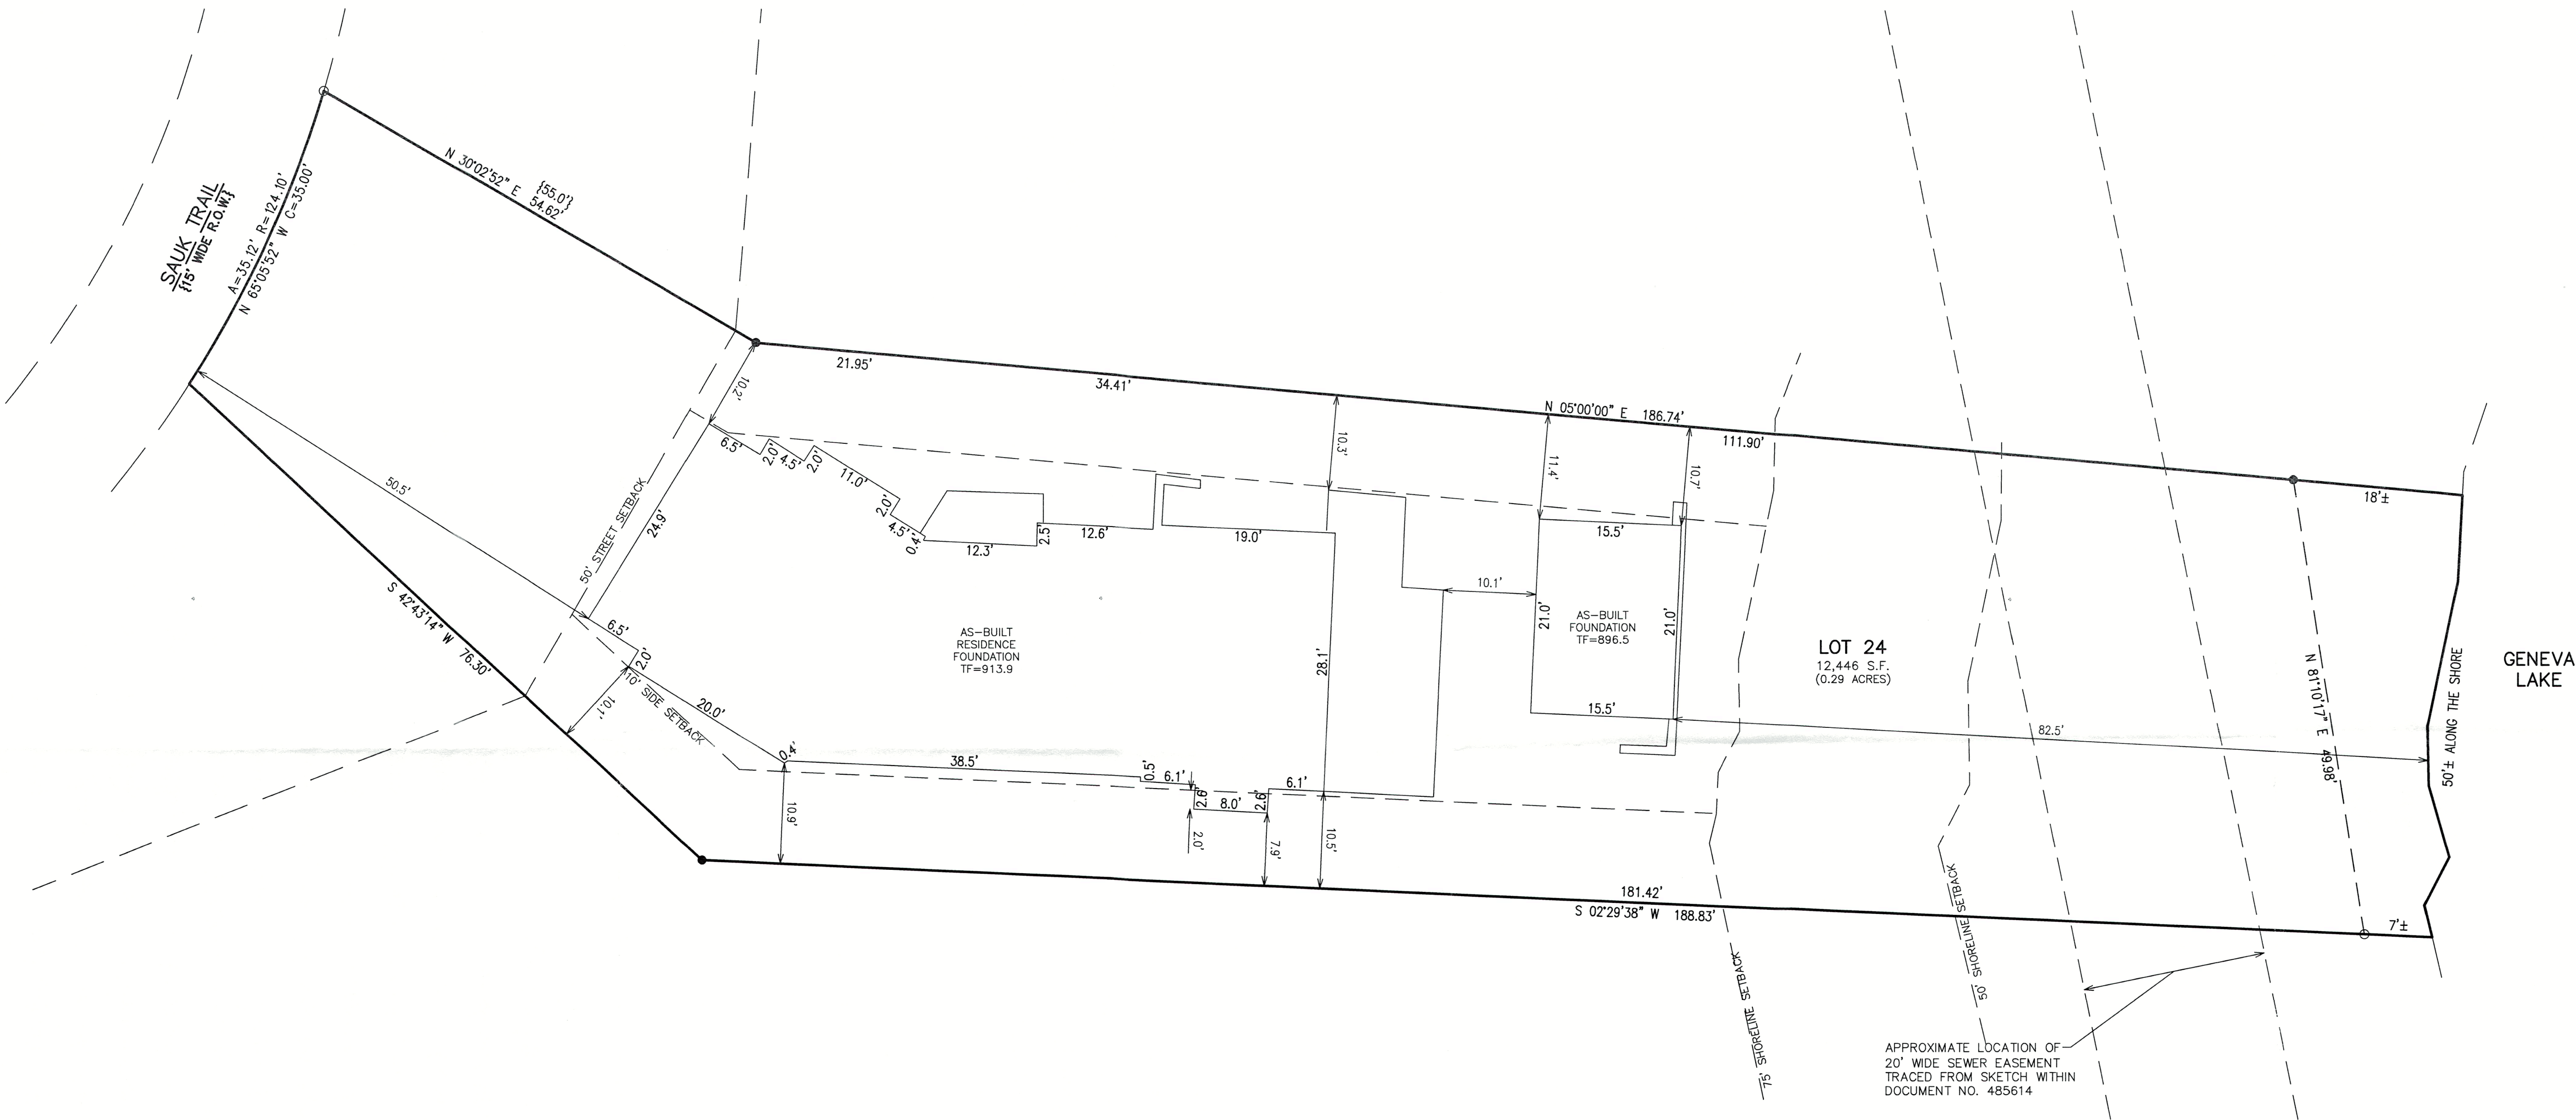 SAUK TRAIL
{15' WIDE R.O.W.}
A=35.12' R=124.10'
N 65°05'52" W C=35.00'
N 30°02'52" E
{55.0'}
54.62'
21.95'
34.41'
N 05°00'00" E 186.74'
111.90'
18'±
10.2'
10.3'
11.4'
10.7'
50.5'
24.9'
50' STREET SETBACK
6.5'
2.0'
4.5'
2.0'
11.0'
2.0'
4.5'
0.4'
12.3'
2.5'
12.6'
19.0'
15.5'
10.1'
21.0'
21.0'
AS-BUILT
FOUNDATION
TF=896.5
AS-BUILT
RESIDENCE
FOUNDATION
TF=913.9
28.1'
LOT 24
12,446 S.F.
(0.29 ACRES)
GENEVA
LAKE
N 81°10'17" E 49.98'
50'± ALONG THE SHORE
S 42°43'14" W 76.30'
6.5'
2.0'
10' SIDE SETBACK
10.1'
20.0'
0.4'
38.5'
0.5'
6.1'
2.6'
8.0'
2.6'
6.1'
15.5'
82.5'
10.9'
2.0'
7.9'
10.5'
181.42'
S 02°29'38" W 188.83'
7'±
75' SHORELINE SETBACK
50' SHORELINE SETBACK
APPROXIMATE LOCATION OF
20' WIDE SEWER EASEMENT
TRACED FROM SKETCH WITHIN
DOCUMENT NO. 485614